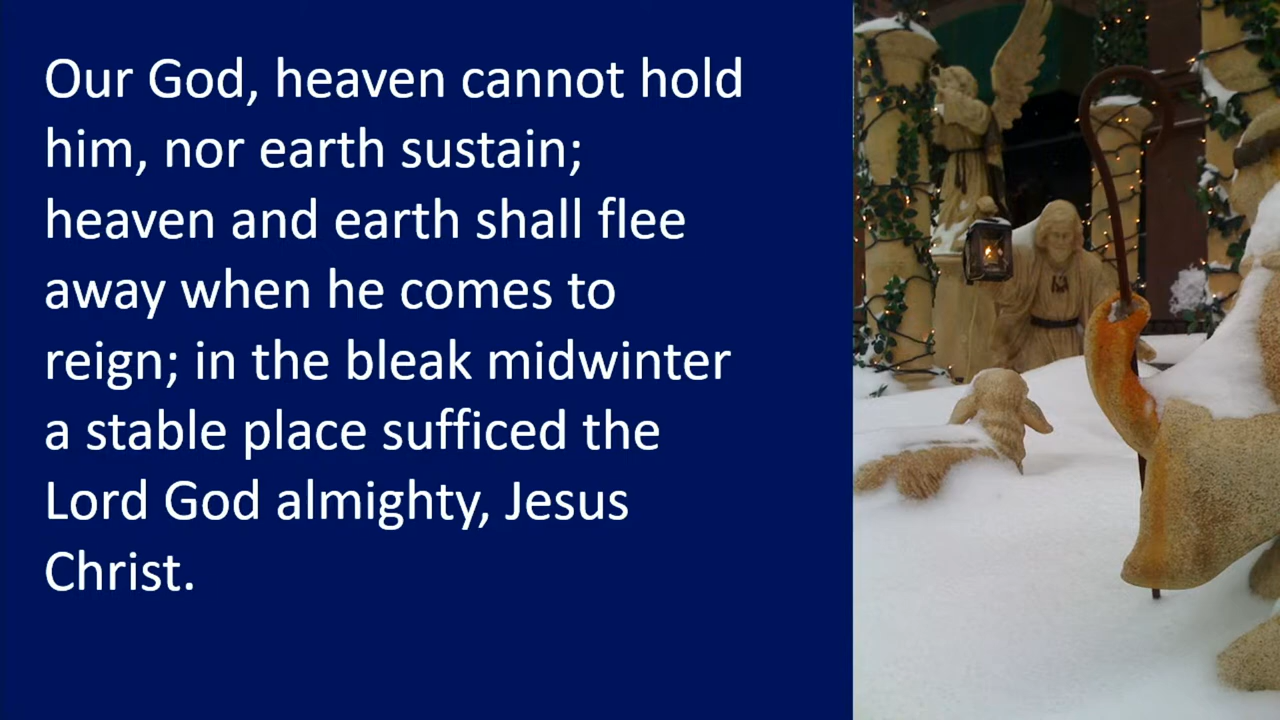 Our God, heaven cannot hold
him, nor earth sustain;
heaven and earth shall flee
away when he comes to
reign; in the bleak midwinter
a stable place sufficed the
Lord God almighty, Jesus
Christ.